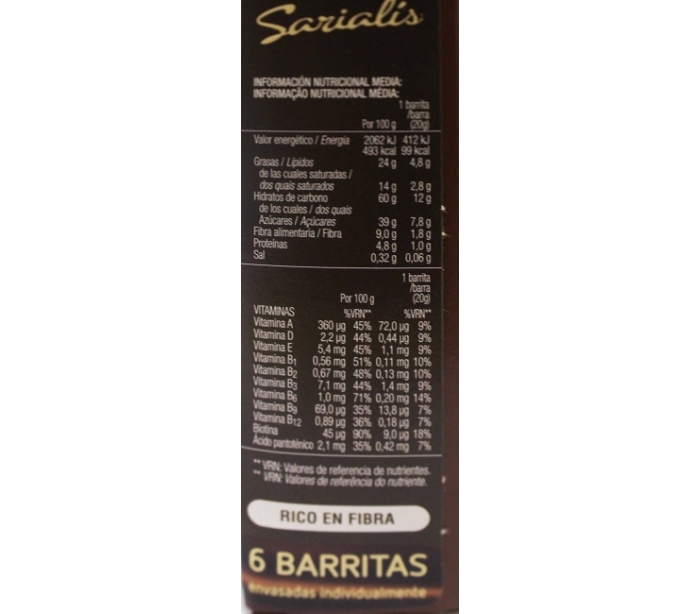 Sarialís
INFORMACIÓN NUTRICIONAL MEDIA:
INFORMAÇÃO NUTRICIONAL MÉDIA:
1 barrita
/barra
Por 100 g (20g)
Valor energético / Energia 2062 kJ 412 kJ
493 kcal 99 kcal
Grasas / Lípidos 24 g 4,8 g
de las cuales saturadas /
dos quais saturados 14 g 2,8 g
Hidratos de carbono 60 g 12 g
de los cuales / dos quais
Azúcares / Açúcares 39 g 7,8 g
Fibra alimentaria / Fibra 9,0 g 1,8 g
Proteínas 4,8 g 1,0 g
Sal 0,32 g 0,06 g
1 barrita
/barra
Por 100 g (20g)
VITAMINAS %VRN** %VRN**
Vitamina A 360 µg 45% 72,0 µg 9%
Vitamina D 2,2 µg 44% 0,44 µg 9%
Vitamina E 5,4 mg 45% 1,1 mg 9%
Vitamina B1 0,56 mg 51% 0,11 mg 10%
Vitamina B2 0,67 mg 48% 0,13 mg 10%
Vitamina B3 7,1 mg 44% 1,4 mg 9%
Vitamina B6 1,0 mg 71% 0,20 mg 14%
Vitamina B9 69,0 µg 35% 13,8 µg 7%
Vitamina B12 0,89 µg 36% 0,18 µg 7%
Biotina 45 µg 90% 9,0 µg 18%
Ácido pantoténico 2,1 mg 35% 0,42 mg 7%
** VRN: Valores de referencia de nutrientes.
** VRN: Valores de referência do nutriente.
RICO EN FIBRA
6 BARRITAS
envasadas individualmente